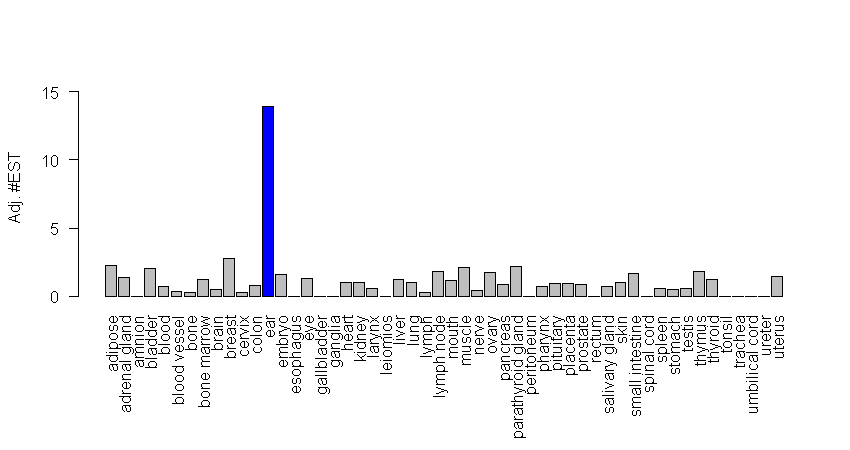 Adj. #EST
15
10
5
0
adipose
adrenal gland
amnion
bladder
blood
blood vessel
bone
bone marrow
brain
breast
cervix
colon
ear
embryo
esophagus
eye
gallbladder
ganglia
heart
kidney
larynx
leiomios
liver
lung
lymph
lymph node
mouth
muscle
nerve
ovary
pancreas
parathyroid gland
peritoneum
pharynx
pituitary
placenta
prostate
rectum
salivary gland
skin
small intestine
spinal cord
spleen
stomach
testis
thymus
thyroid
tonsil
trachea
umbilical cord
ureter
uterus